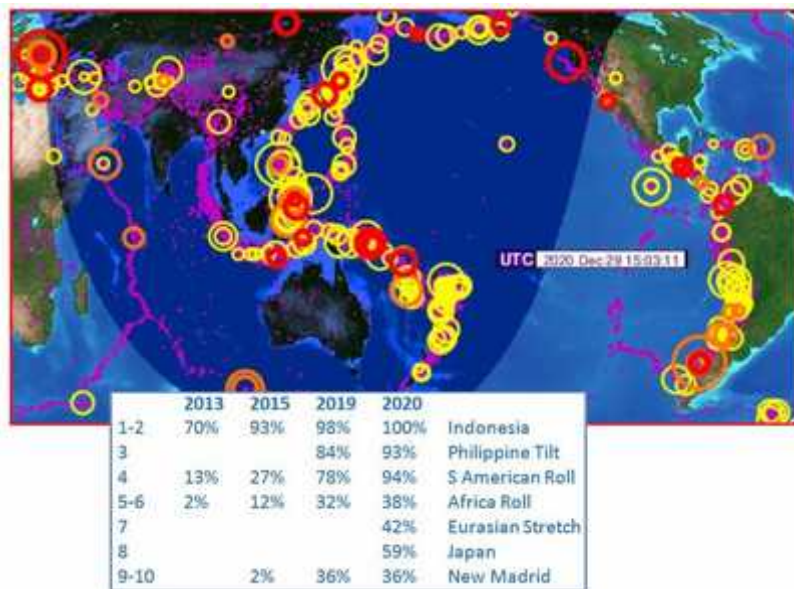 UTC 2020 Dec 29 15:03:11
2013 2015 2019 2020
1-2 70% 93% 98% 100% Indonesia
3 84% 93% Philippine Tilt
4 13% 27% 78% 94% S American Roll
5-6 2% 12% 32% 38% Africa Roll
7 42% Eurasian Stretch
8 59% Japan
9-10 2% 36% 36% New Madrid